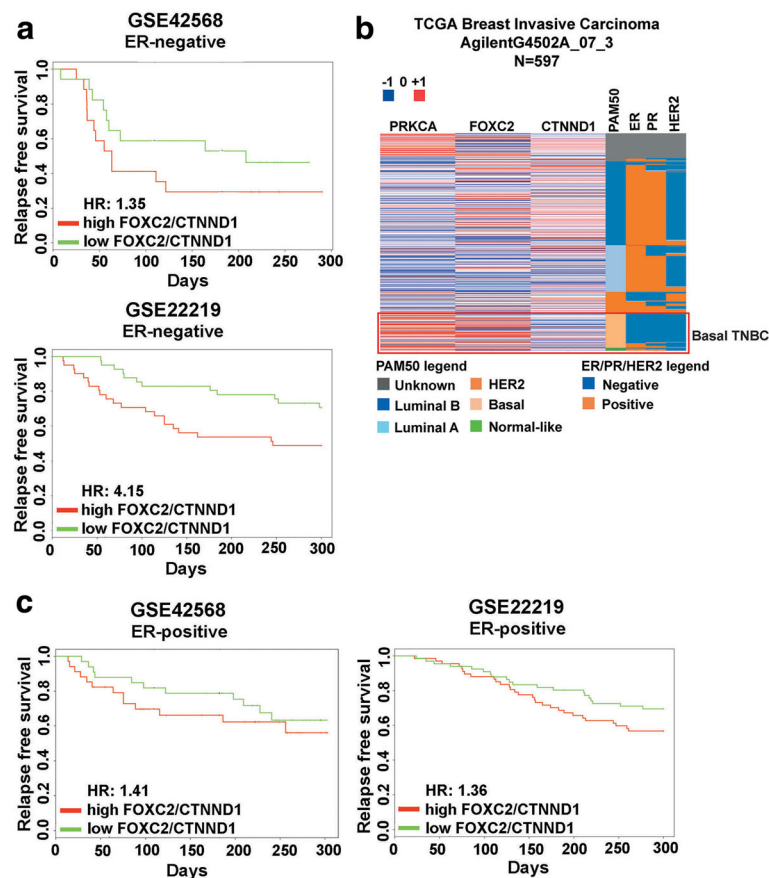 a
GSE42568
ER-negative
Relapse free survival
1.0
0.8
0.6
0.4
0.2
0.0
HR: 1.35
high FOXC2/CTNND1
low FOXC2/CTNND1
0 50 100 150 200 250 300
Days
GSE22219
ER-negative
Relapse free survival
1.0
0.8
0.6
0.4
0.2
0.0
HR: 4.15
high FOXC2/CTNND1
low FOXC2/CTNND1
0 50 100 150 200 250 300
Days
b
TCGA Breast Invasive Carcinoma
AgilentG4502A_07_3
N=597
-1 0 +1
PRKCA FOXC2 CTNND1 PAM50 ER PR HER2
Basal TNBC
PAM50 legend
Unknown
Luminal B
Luminal A
HER2
Basal
Normal-like
ER/PR/HER2 legend
Negative
Positive
c
GSE42568
ER-positive
Relapse free survival
1.0
0.8
0.6
0.4
0.2
0.0
HR: 1.41
high FOXC2/CTNND1
low FOXC2/CTNND1
0 50 100 150 200 250 300
Days
GSE22219
ER-positive
Relapse free survival
1.0
0.8
0.6
0.4
0.2
0.0
HR: 1.36
high FOXC2/CTNND1
low FOXC2/CTNND1
0 50 100 150 200 250 300
Days